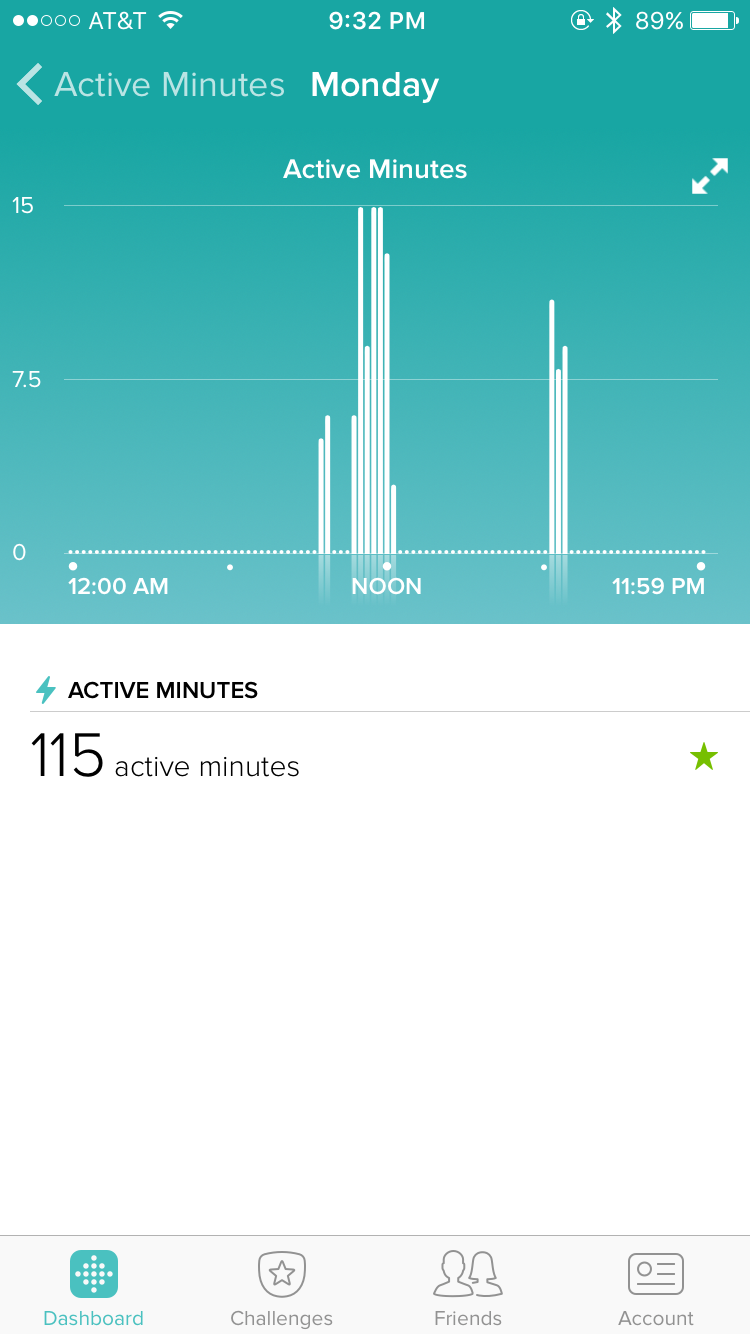 AT&T 9:32 PM 89%
Active Minutes Monday
Active Minutes
15
7.5
0
12:00 AM NOON 11:59 PM
ACTIVE MINUTES
115 active minutes
Dashboard Challenges Friends Account